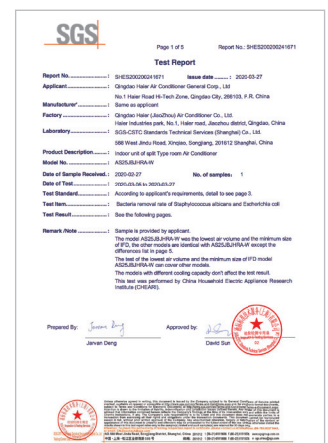 SGS
Page 1 of 5 Report No.: SHES200200241671
Test Report
Report No.: SHES200200241671 Issue date: 2020-03-27
Applicant: Qingdao Haier Air Conditioner General Corp., Ltd
No.1 Haier Road Hi-Tech Zone, Qingdao City, 266103, P.R. China
Manufacturer: Same as applicant
Factory: Qingdao Haier (JiaoZhou) Air Conditioner Co., Ltd.
Haier Industries park, No.1, Haier road, Jiaozhou district, Qingdao, China
Laboratory: SGS-CSTC Standards Technical Services (Shanghai) Co., Ltd.
588 West Jindu Road, Xinqiao, Songjiang, 201612 Shanghai, China
Product Description: Indoor unit of split Type room Air Conditioner
Model No.: AS25JBJHRA-W
Date of Sample Received.: 2020-02-27 No. of samples: 1
Date of Test: 2020-03-06 to 2020-03-27
Test Standard: According to applicant's requirements, detail to see page 3.
Test Item: Bacteria removal rate of Staphylococcus albicans and Escherichia coli
Test Result: See the following pages.
Remark /Note: Sample is provided by applicant.
The model AS25JBJHRA-W was the lowest air volume and the minimum size
of IFD, the other models are identical with AS25JBJHRA-W except the
differences list in page 5.
The test of the lowest air volume and the minimum size of IFD model
AS25JBJHRA-W can cover other models.
The models with different cooling capacity don't affect the test result.
This test was performed by China Household Electric Appliance Research
Institute (CHEARI).
Prepared By: Approved by:
Jarvan Deng David Sun